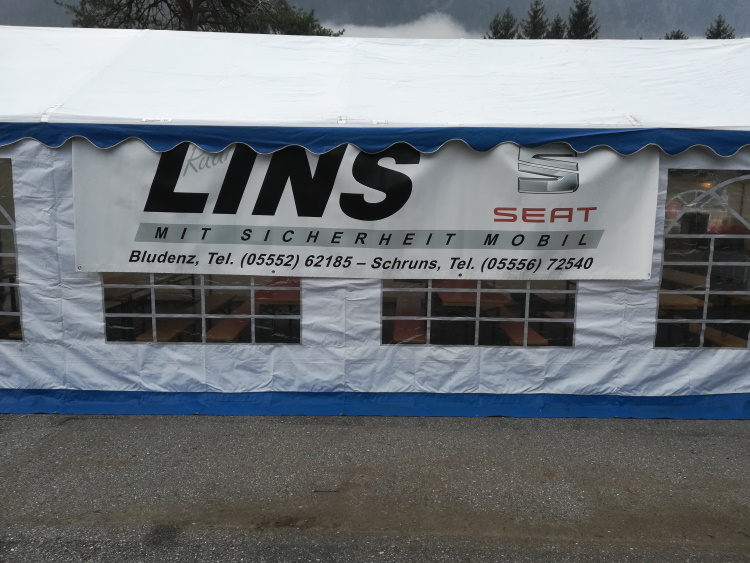 LINS
SEAT
MIT SICHERHEIT MOBIL
Bludenz, Tel. (05552) 62185 – Schruns, Tel. (05556) 72540